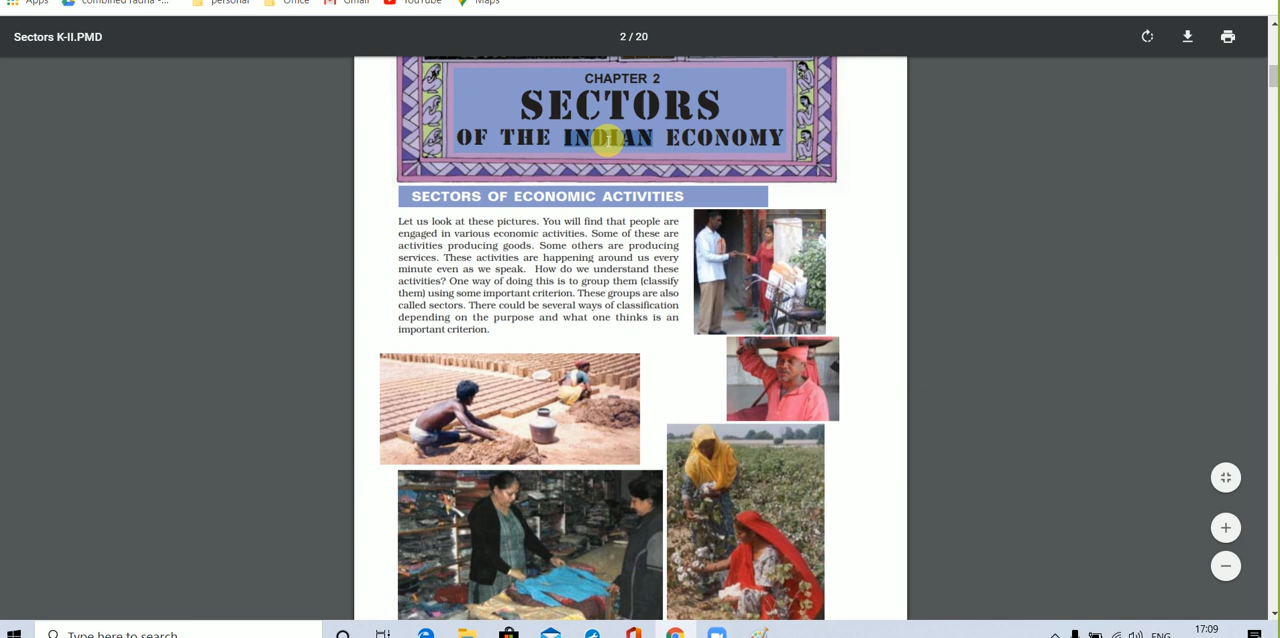 Apps combined radha -... personal Office Gmail YouTube Maps
Sectors K-II.PMD 2 / 20
CHAPTER 2
SECTORS
OF THE INDIAN ECONOMY
SECTORS OF ECONOMIC ACTIVITIES
Let us look at these pictures. You will find that people are
engaged in various economic activities. Some of these are
activities producing goods. Some others are producing
services. These activities are happening around us every
minute even as we speak. How do we understand these
activities? One way of doing this is to group them (classify
them) using some important criterion. These groups are also
called sectors. There could be several ways of classification
depending on the purpose and what one thinks is an
important criterion.
Type here to search ENG 17:09